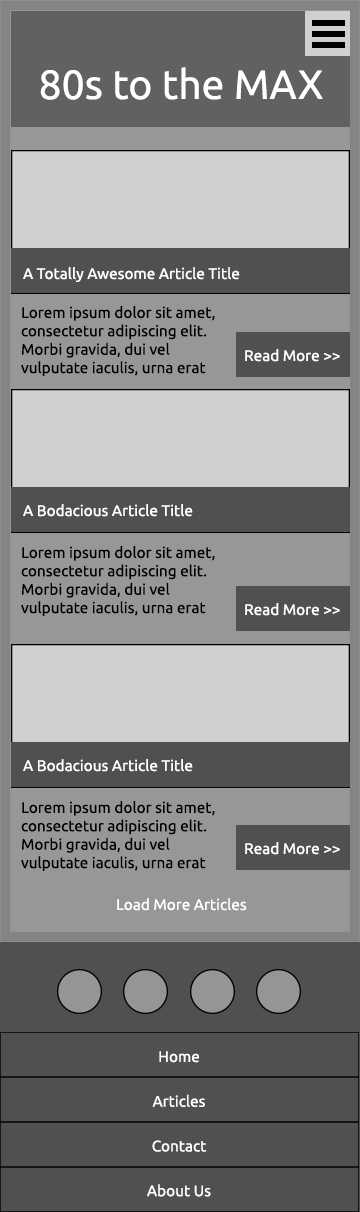 80s to the MAX
A Totally Awesome Article Title
Lorem ipsum dolor sit amet,
consectetur adipiscing elit.
Morbi gravida, dui vel
vulputate iaculis, urna erat
Read More >>
A Bodacious Article Title
Lorem ipsum dolor sit amet,
consectetur adipiscing elit.
Morbi gravida, dui vel
vulputate iaculis, urna erat
Read More >>
A Bodacious Article Title
Lorem ipsum dolor sit amet,
consectetur adipiscing elit.
Morbi gravida, dui vel
vulputate iaculis, urna erat
Read More >>
Load More Articles
Home
Articles
Contact
About Us